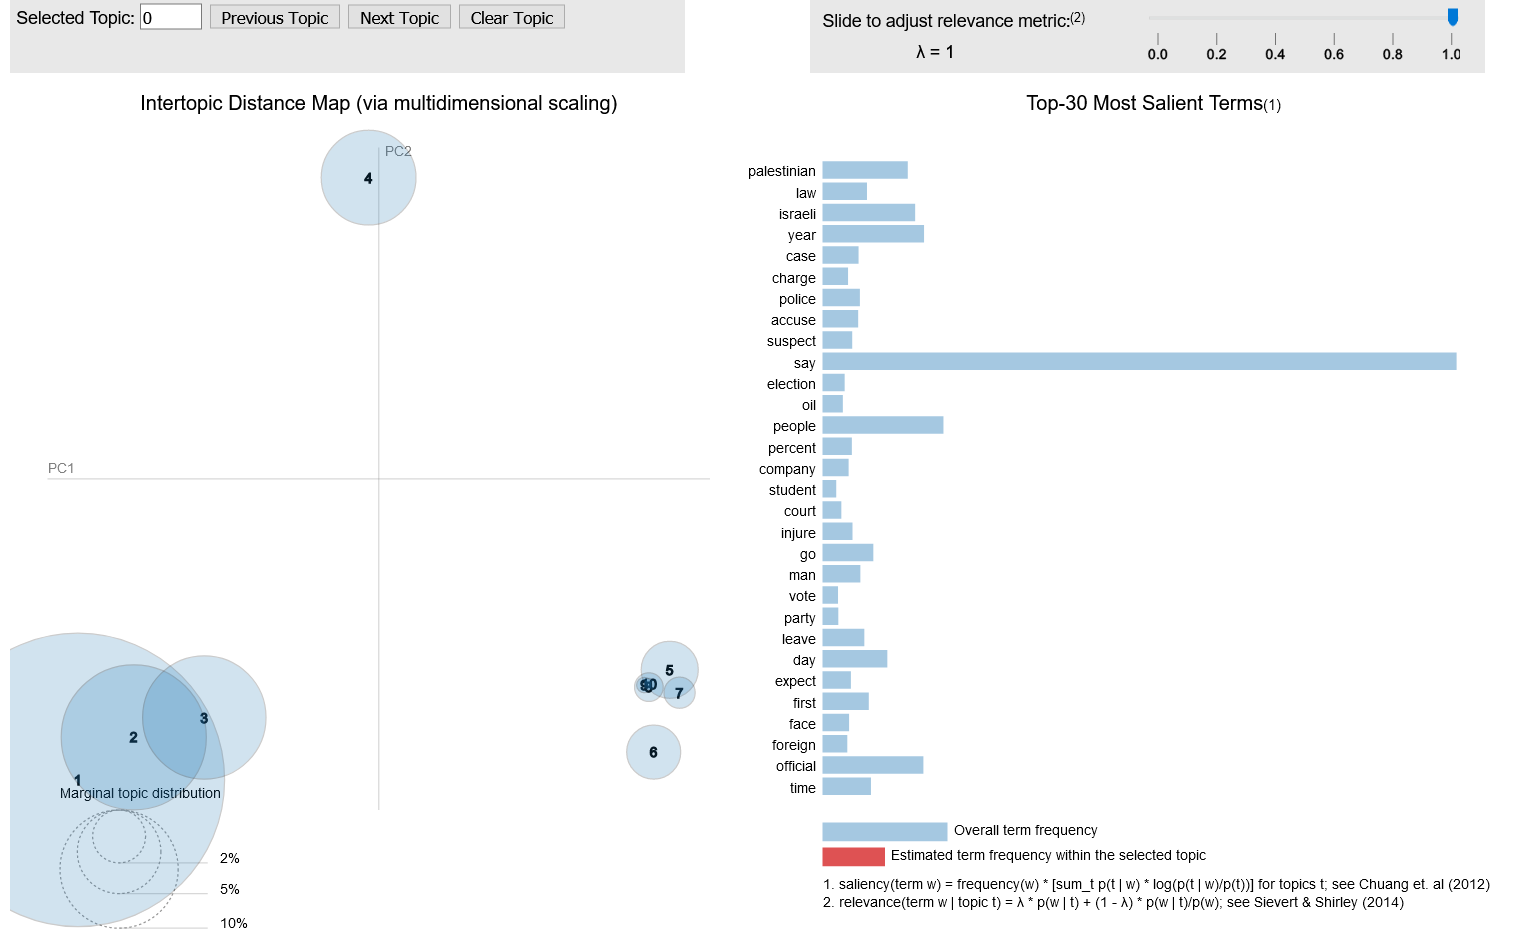 Selected Topic: 0 Previous Topic Next Topic Clear Topic
Slide to adjust relevance metric:(2)
λ = 1
0.0 0.2 0.4 0.6 0.8 1.0
Intertopic Distance Map (via multidimensional scaling)
PC2
4
PC1
5
7
6
3
2
1
Marginal topic distribution
2%
5%
10%
Top-30 Most Salient Terms(1)
palestinian
law
israeli
year
case
charge
police
accuse
suspect
say
election
oil
people
percent
company
student
court
injure
go
man
vote
party
leave
day
expect
first
face
foreign
official
time
Overall term frequency
Estimated term frequency within the selected topic
1. saliency(term w) = frequency(w) * [sum_t p(t | w) * log(p(t | w)/p(t))] for topics t; see Chuang et. al (2012)
2. relevance(term w | topic t) = λ * p(w | t) + (1 - λ) * p(w | t)/p(w); see Sievert & Shirley (2014)